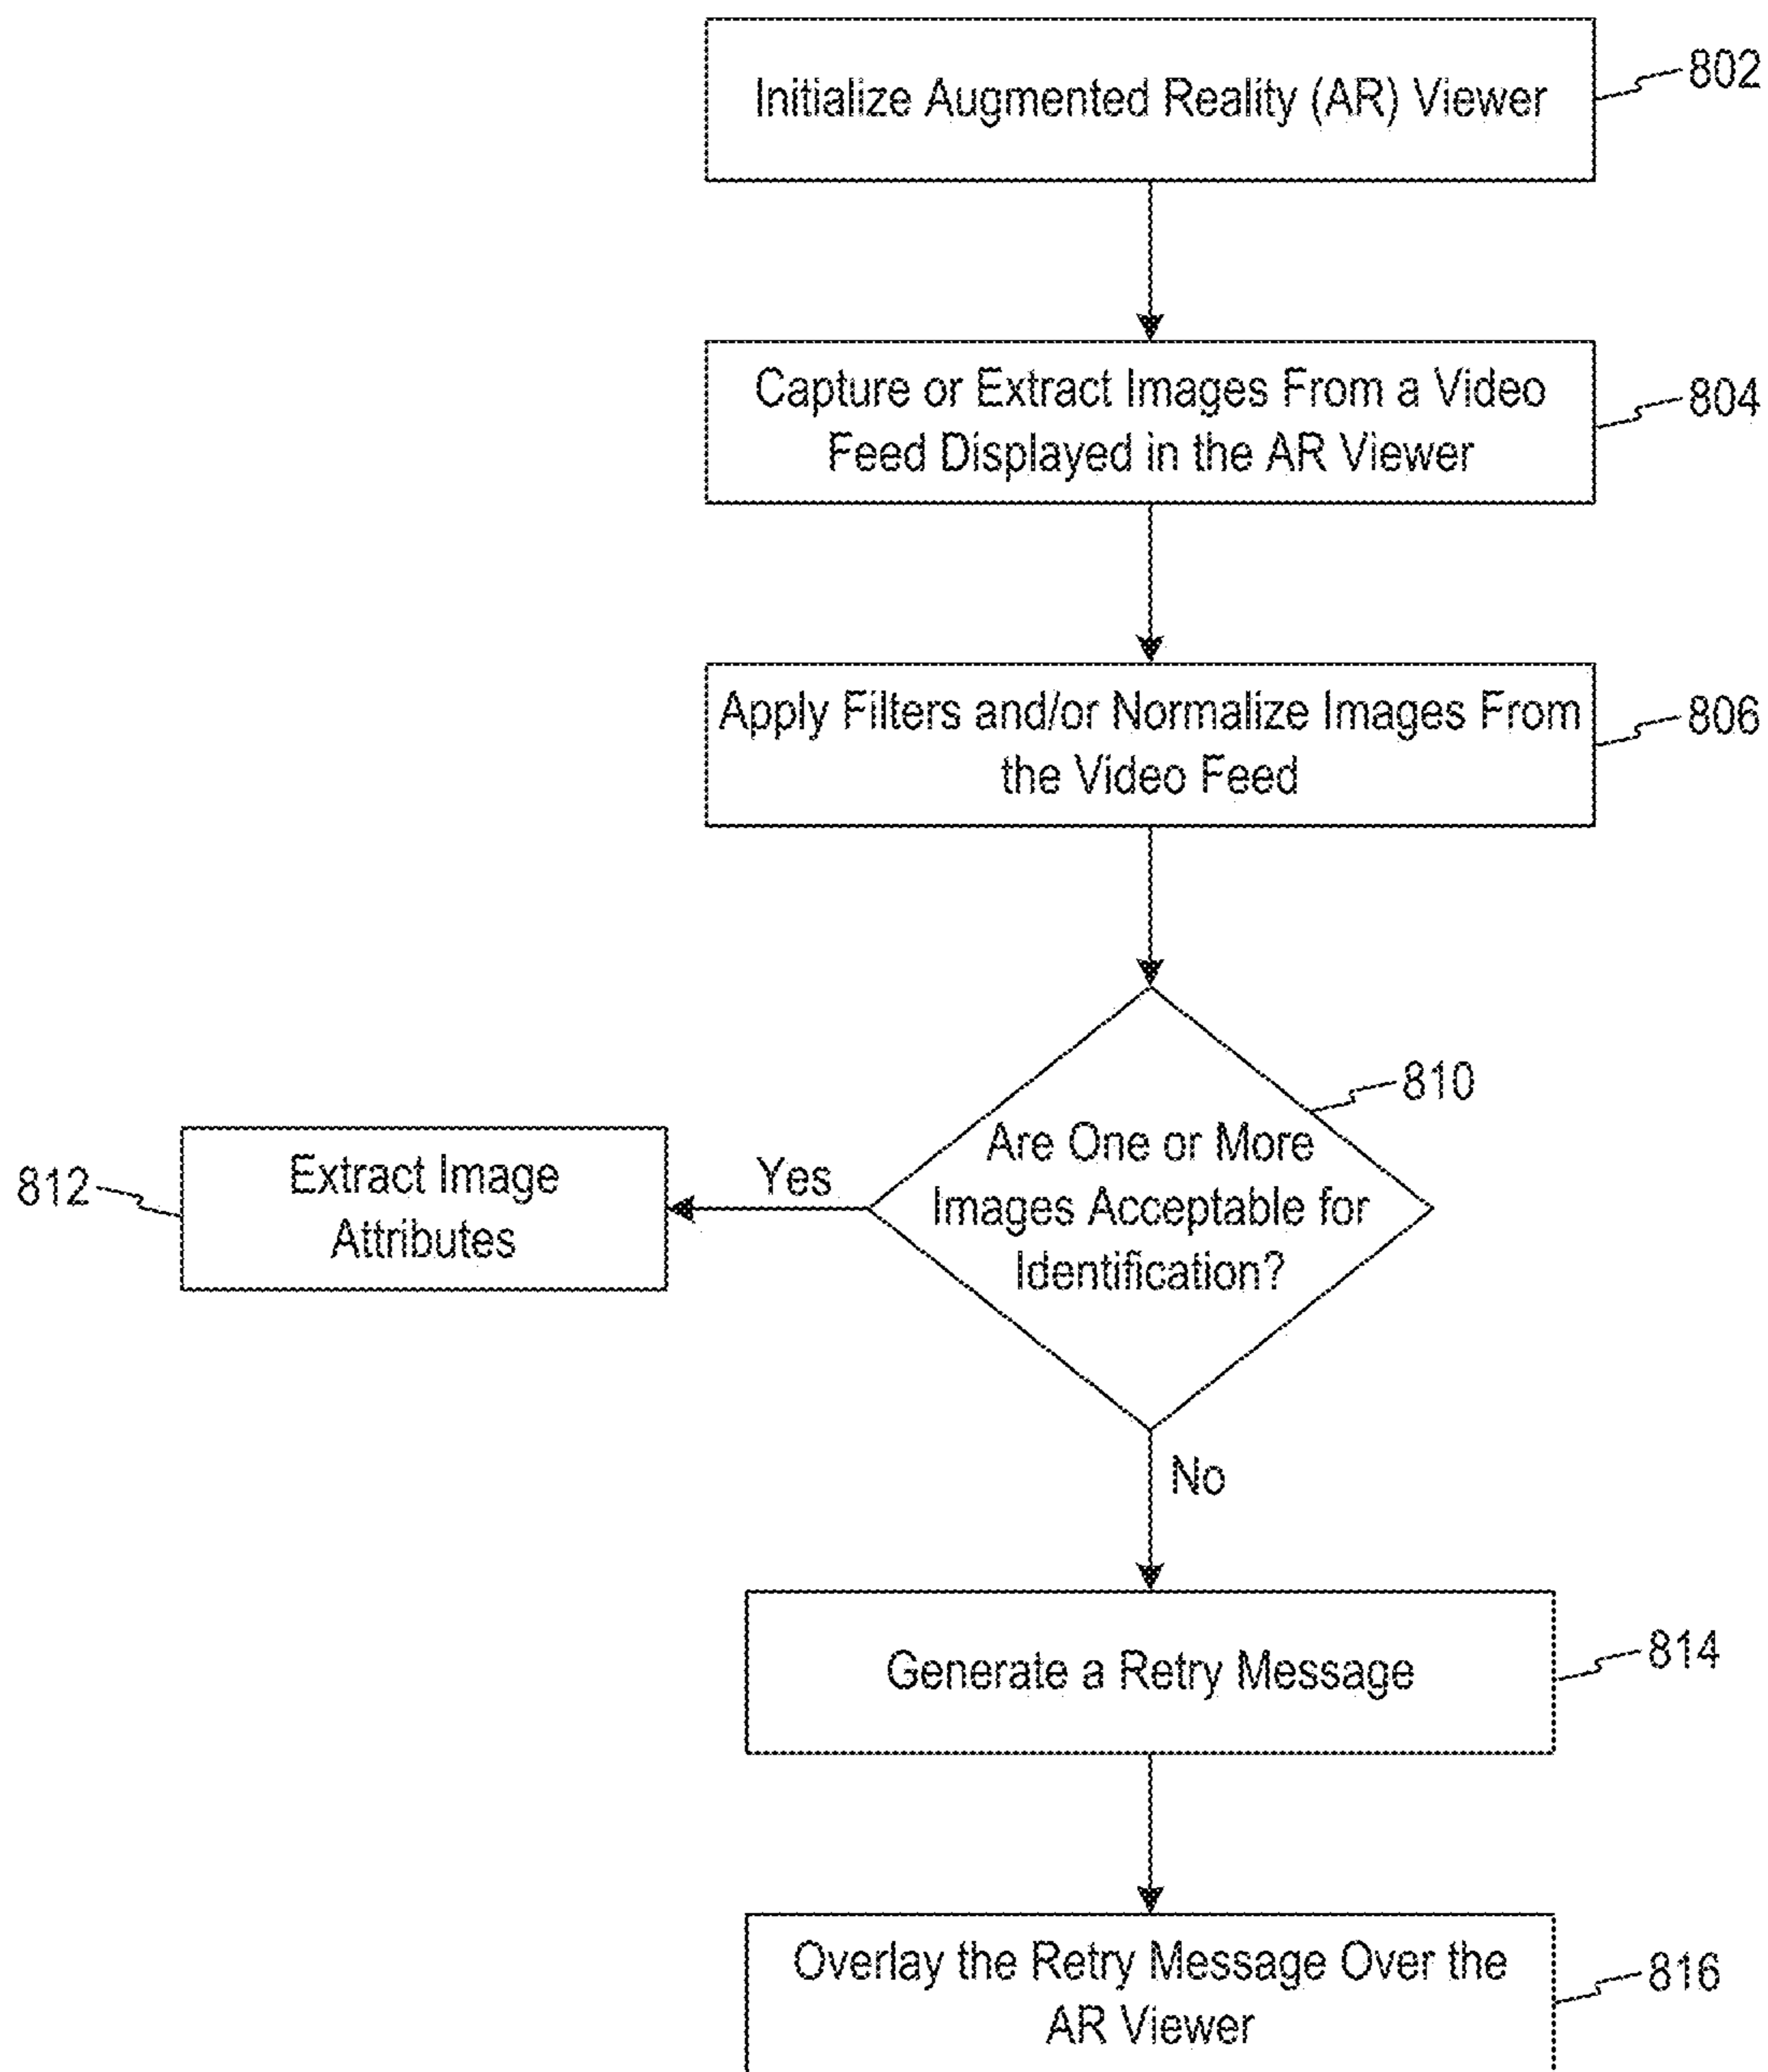 Initialize Augmented Reality (AR) Viewer
802
Capture or Extract Images From a Video
Feed Displayed in the AR Viewer
804
Apply Filters and/or Normalize Images From
the Video Feed
806
Are One or More
Images Acceptable for
Identification?
810
Yes
Extract Image
Attributes
812
No
Generate a Retry Message
814
Overlay the Retry Message Over the
AR Viewer
816